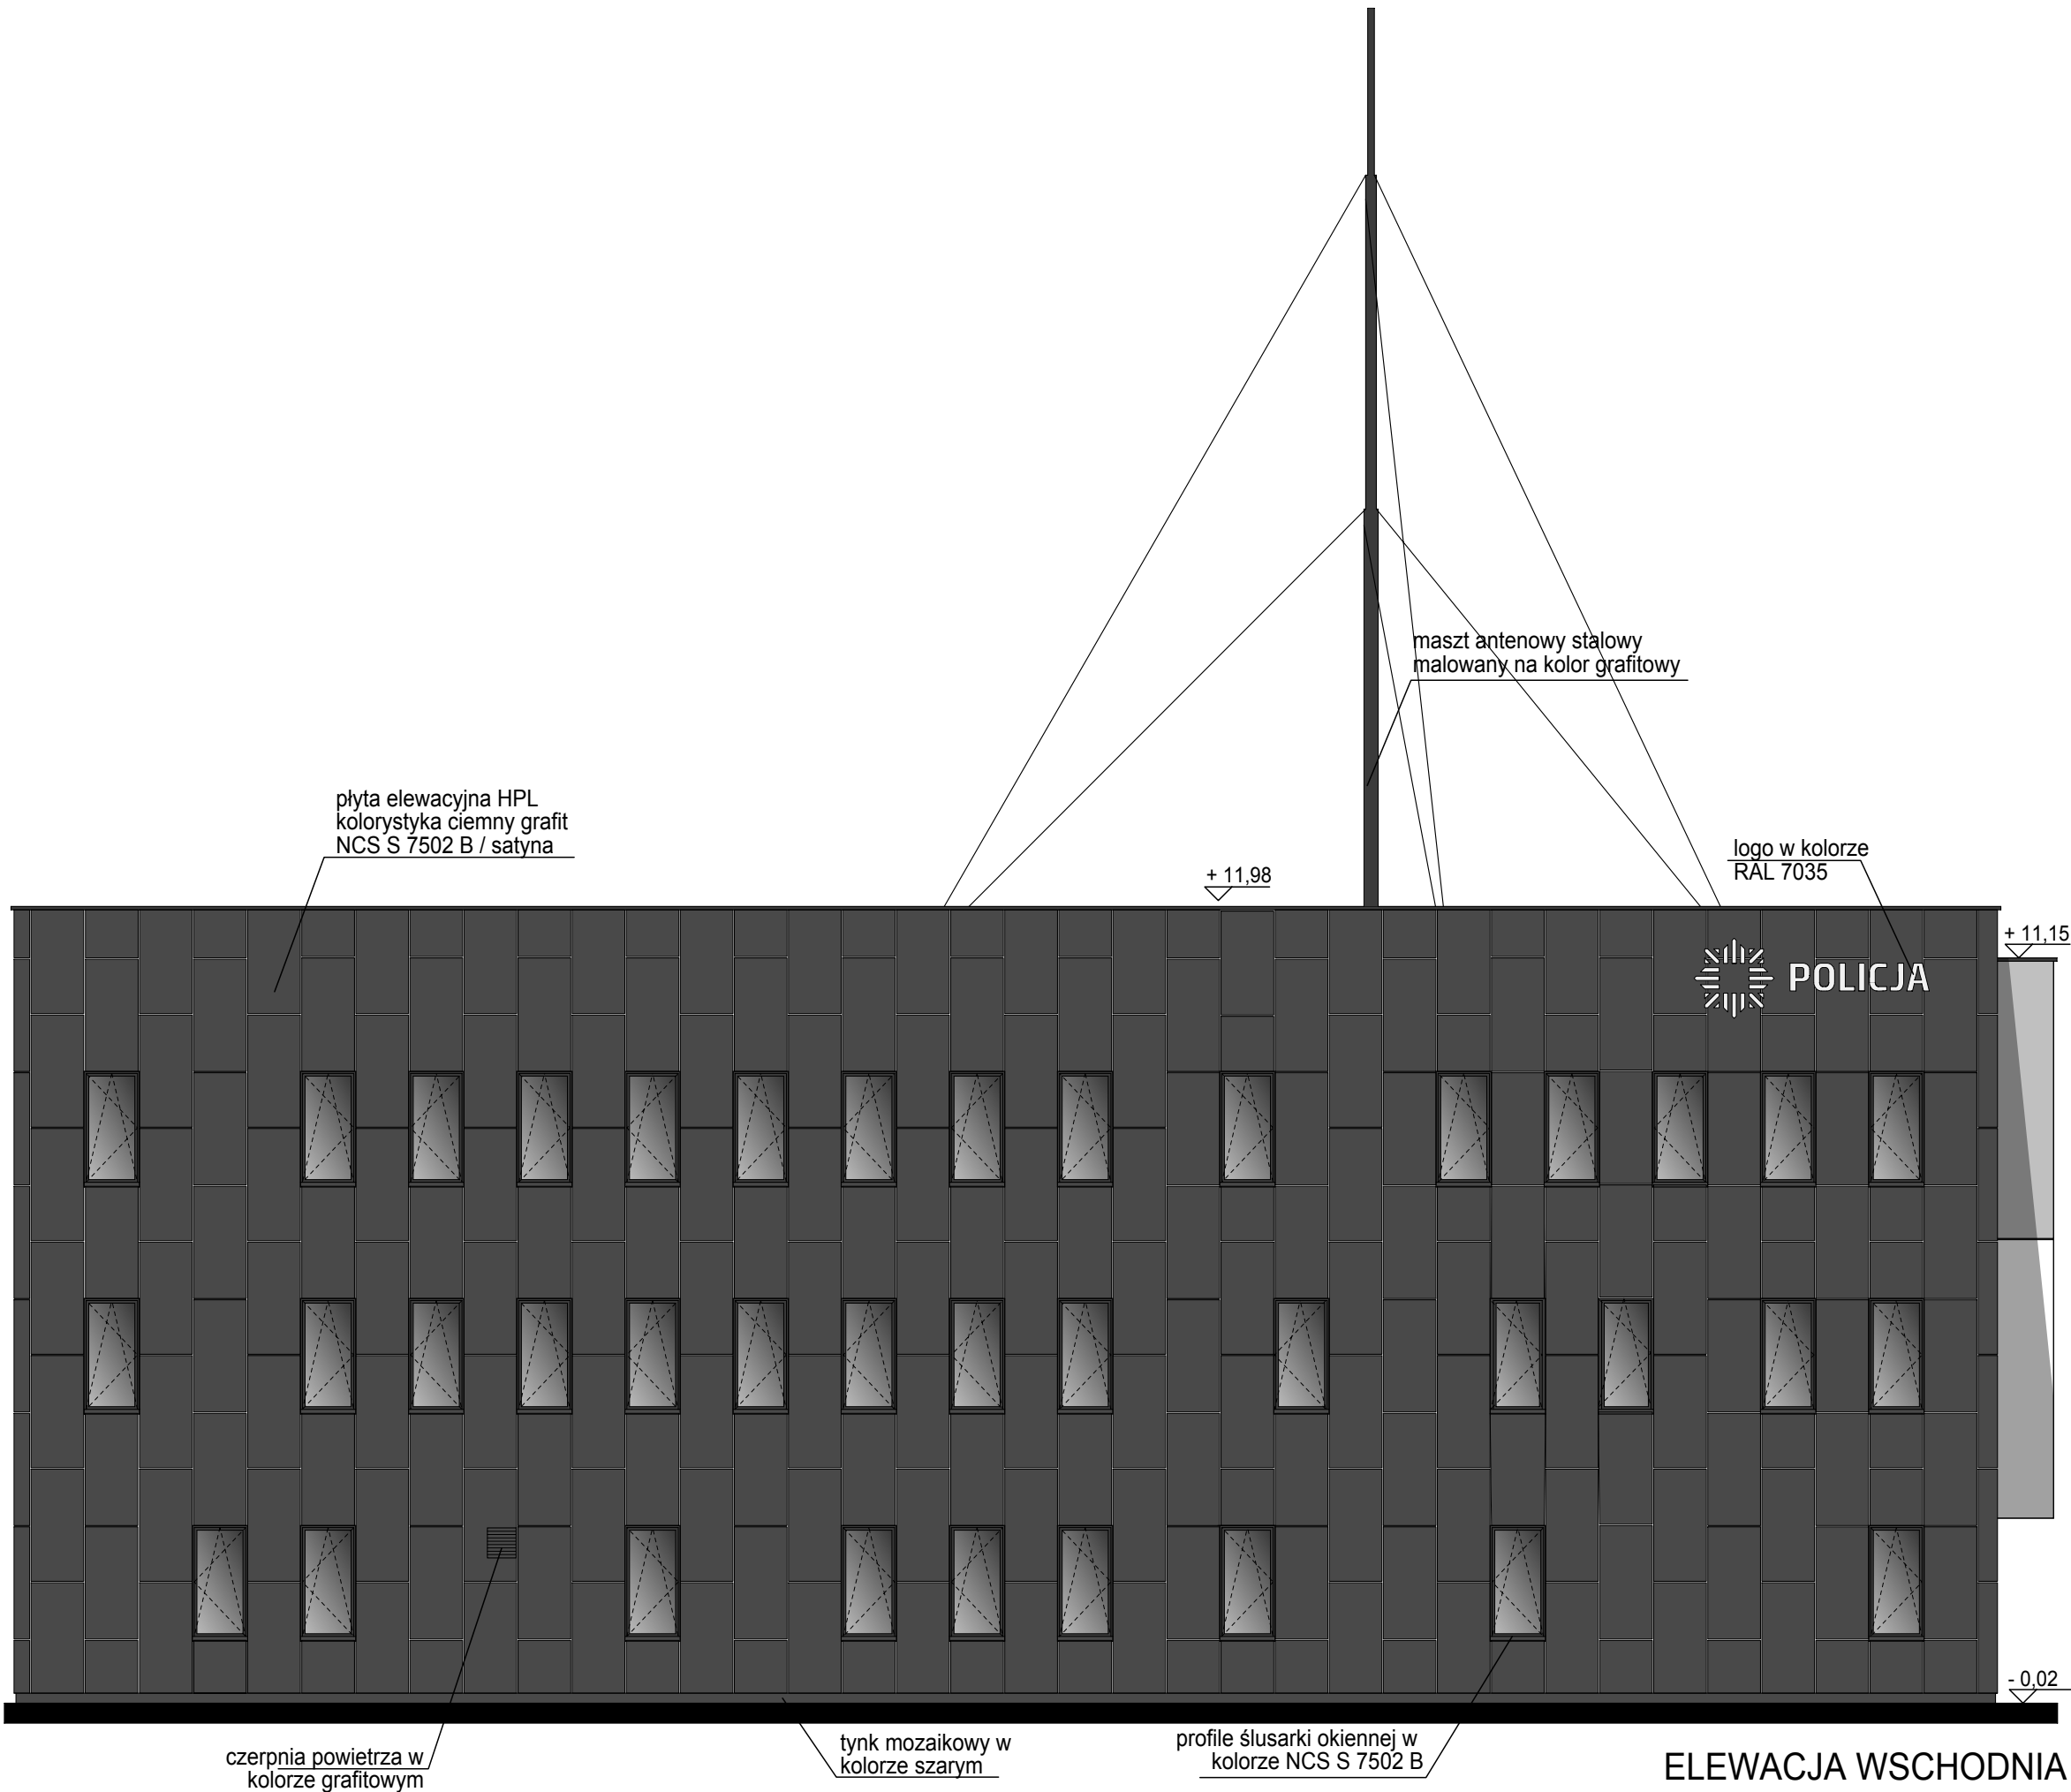 maszt antenowy stalowy
malowany na kolor grafitowy
płyta elewacyjna HPL
kolorystyka ciemny grafit
NCS S 7502 B / satyna
+ 11,98
logo w kolorze
RAL 7035
+ 11,15
POLICJA
- 0,02
czerpnia powietrza w
kolorze grafitowym
tynk mozaikowy w
kolorze szarym
profile ślusarki okiennej w
kolorze NCS S 7502 B
ELEWACJA WSCHODNIA